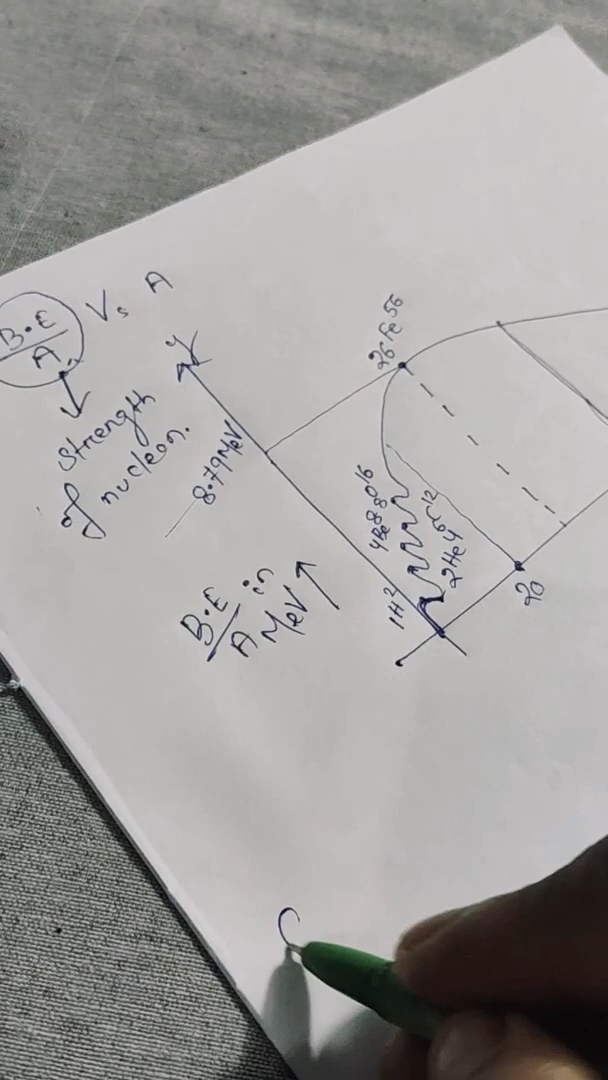 B.E/A Vs A
Strength
of nucleon.
Y
8.79MeV
B.E/A in
MeV
26Fe56
4Be8 8O16
1H2
2He4 6C12
20